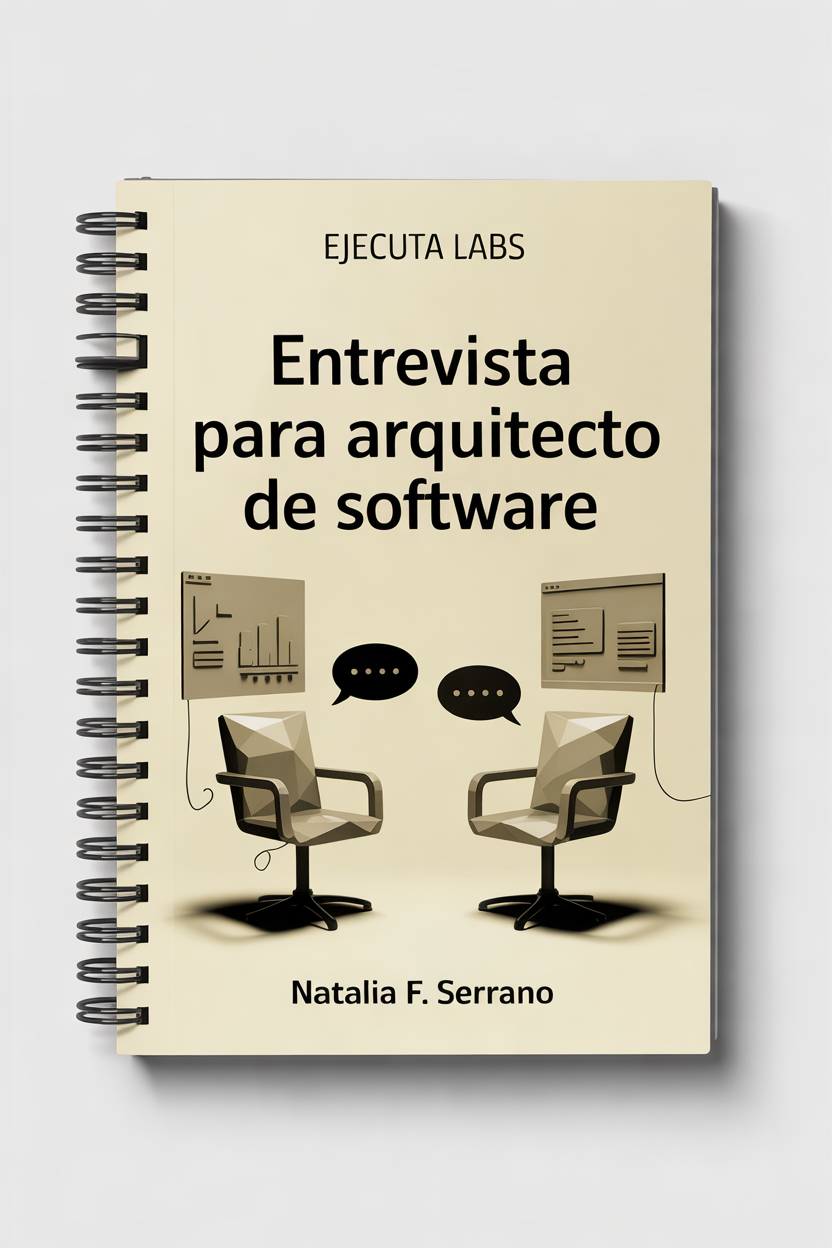 EJECUTA LABS
Entrevista
para arquitecto
de software
Natalia F. Serrano